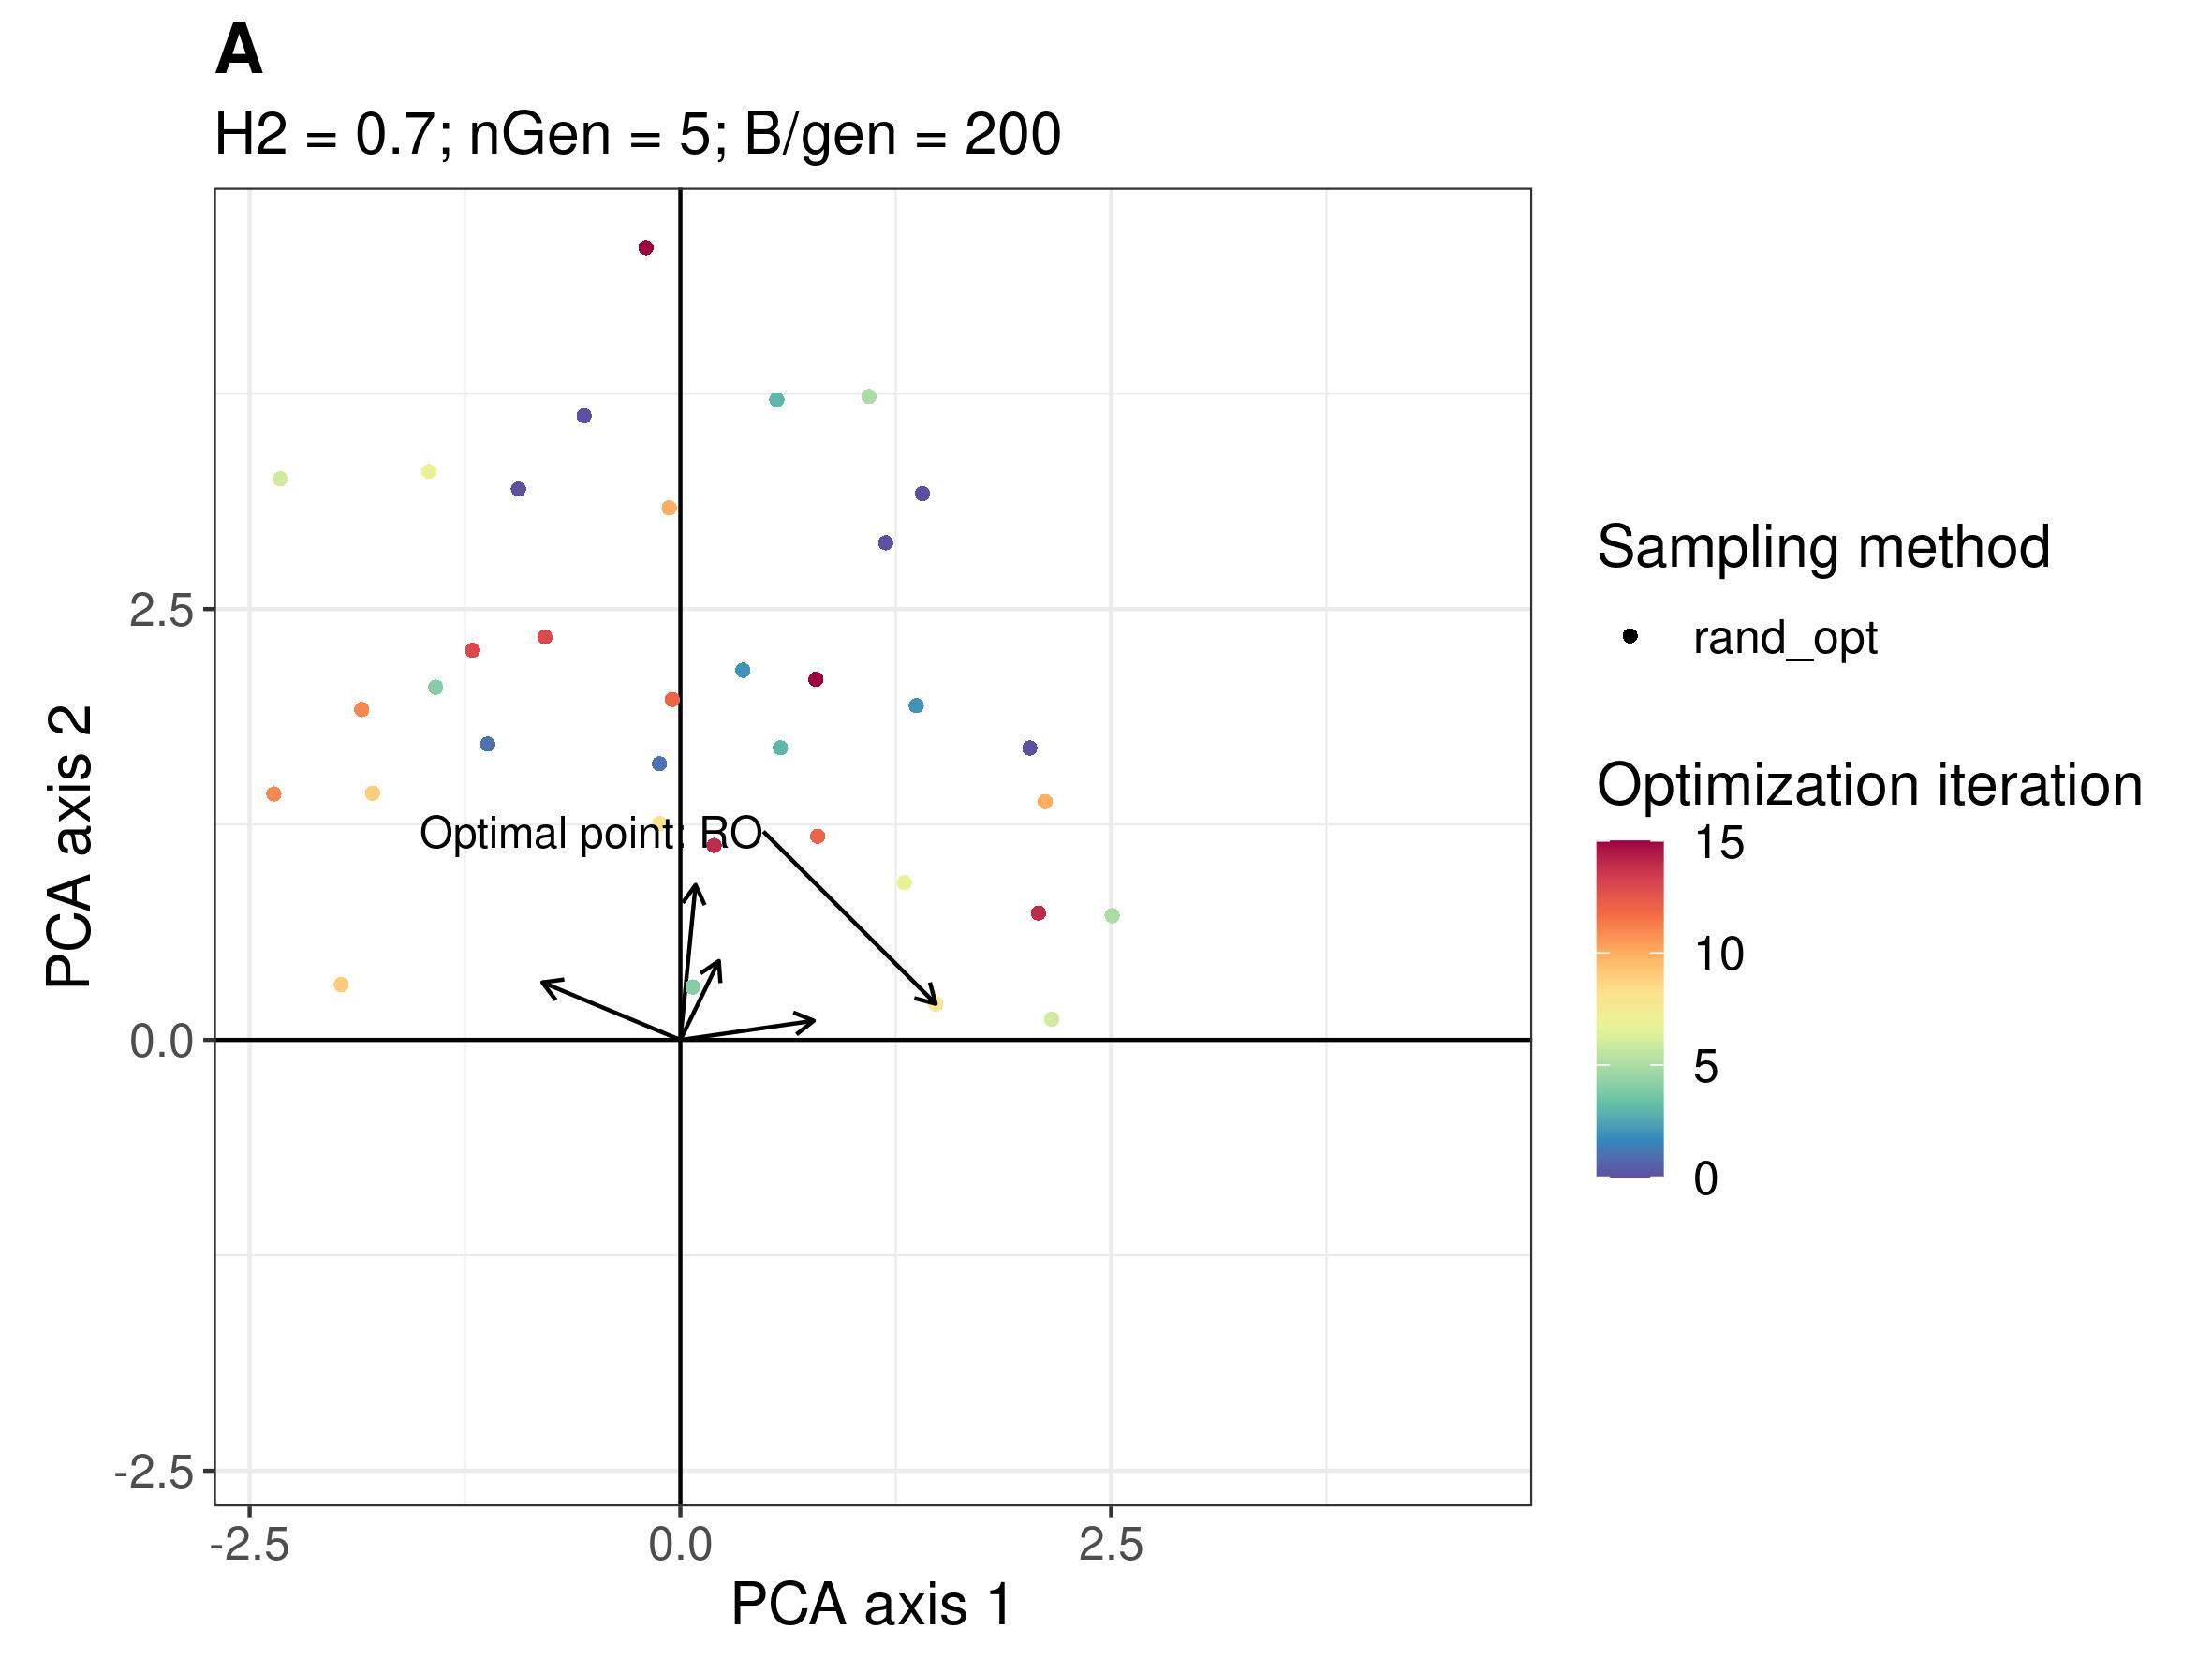 A
H2 = 0.7; nGen = 5; B/gen = 200
PCA axis 2
2.5
0.0
-2.5
Optimal point: RO
-2.5
0.0
2.5
PCA axis 1
Sampling method
rand_opt
Optimization iteration
15
10
5
0